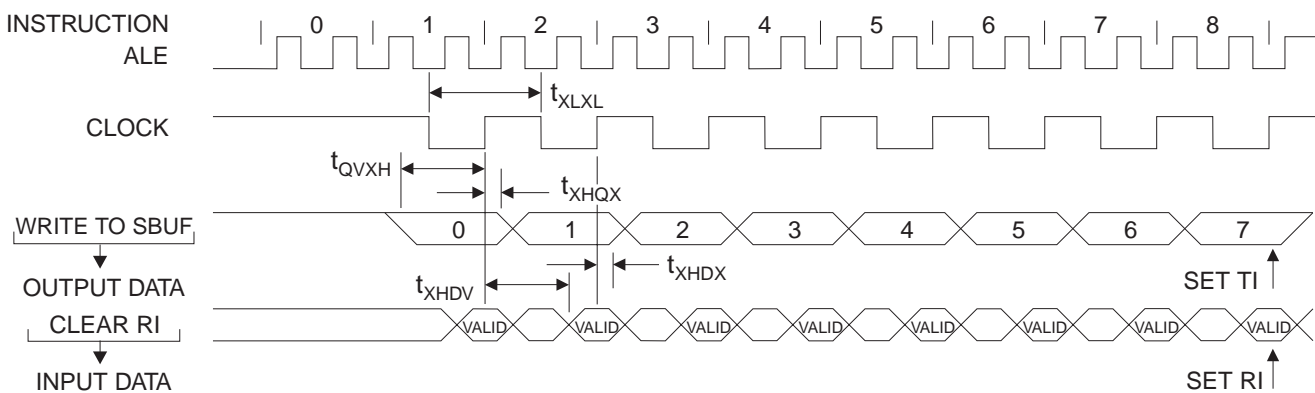 INSTRUCTION 0 1 2 3 4 5 6 7 8
ALE
tXLXL
CLOCK
tQVXH
tXHQX
WRITE TO SBUF 0 1 2 3 4 5 6 7
tXHDX
SET TI
OUTPUT DATA
tXHDV
CLEAR RI VALID VALID VALID VALID VALID VALID VALID VALID
INPUT DATA
SET RI